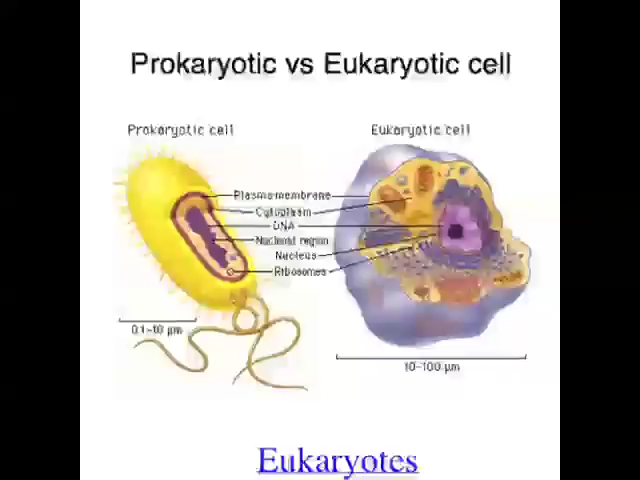 Prokaryotic vs Eukaryotic cell
Prokaryotic cell
Eukaryotic cell
Plasma membrane
Cytoplasm
DNA
Nucleoid region
Nucleus
Ribosomes
0.1–10 µm
10–100 µm
Eukaryotes